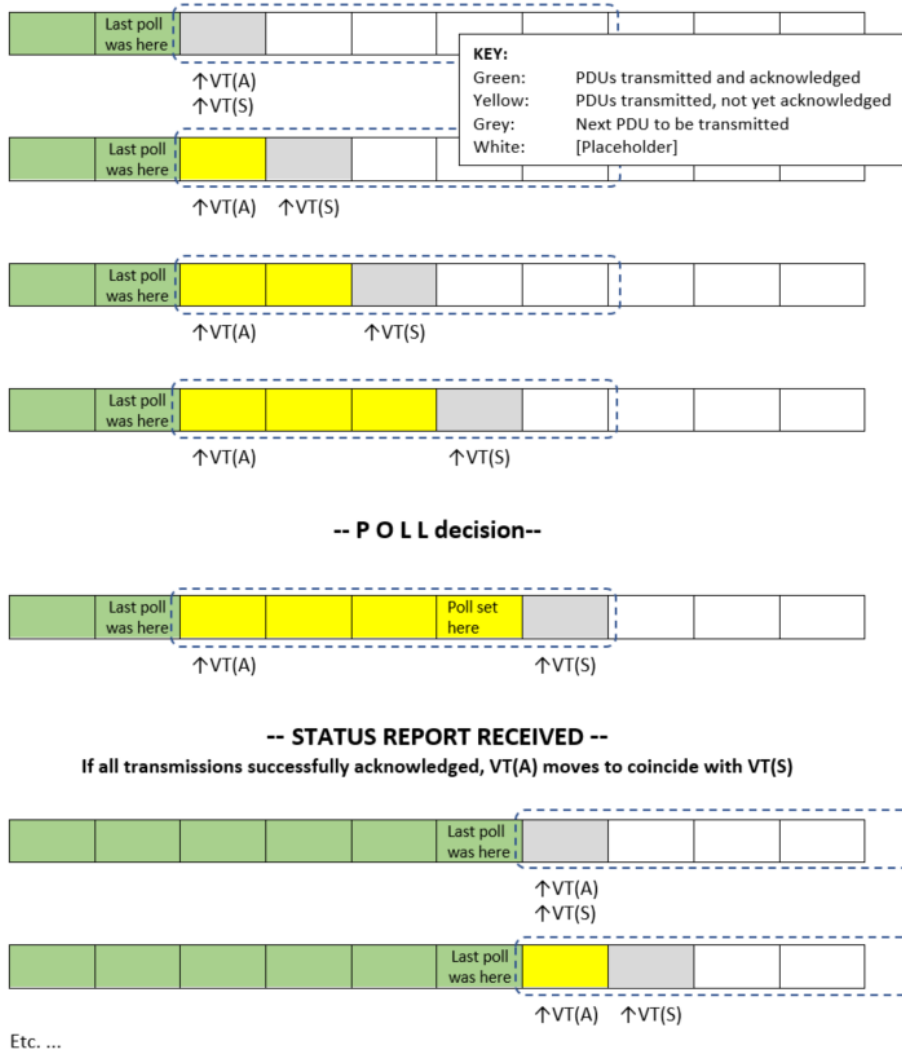 Last poll
was here
KEY:
Green: PDUs transmitted and acknowledged
Yellow: PDUs transmitted, not yet acknowledged
Grey: Next PDU to be transmitted
White: [Placeholder]
↑VT(A)
↑VT(S)
Last poll
was here
↑VT(A) ↑VT(S)
Last poll
was here
↑VT(A) ↑VT(S)
Last poll
was here
↑VT(A) ↑VT(S)
-- P O L L decision--
Last poll Poll set
was here here
↑VT(A) ↑VT(S)
-- STATUS REPORT RECEIVED --
If all transmissions successfully acknowledged, VT(A) moves to coincide with VT(S)
Last poll
was here
↑VT(A)
↑VT(S)
Last poll
was here
↑VT(A) ↑VT(S)
Etc. ...